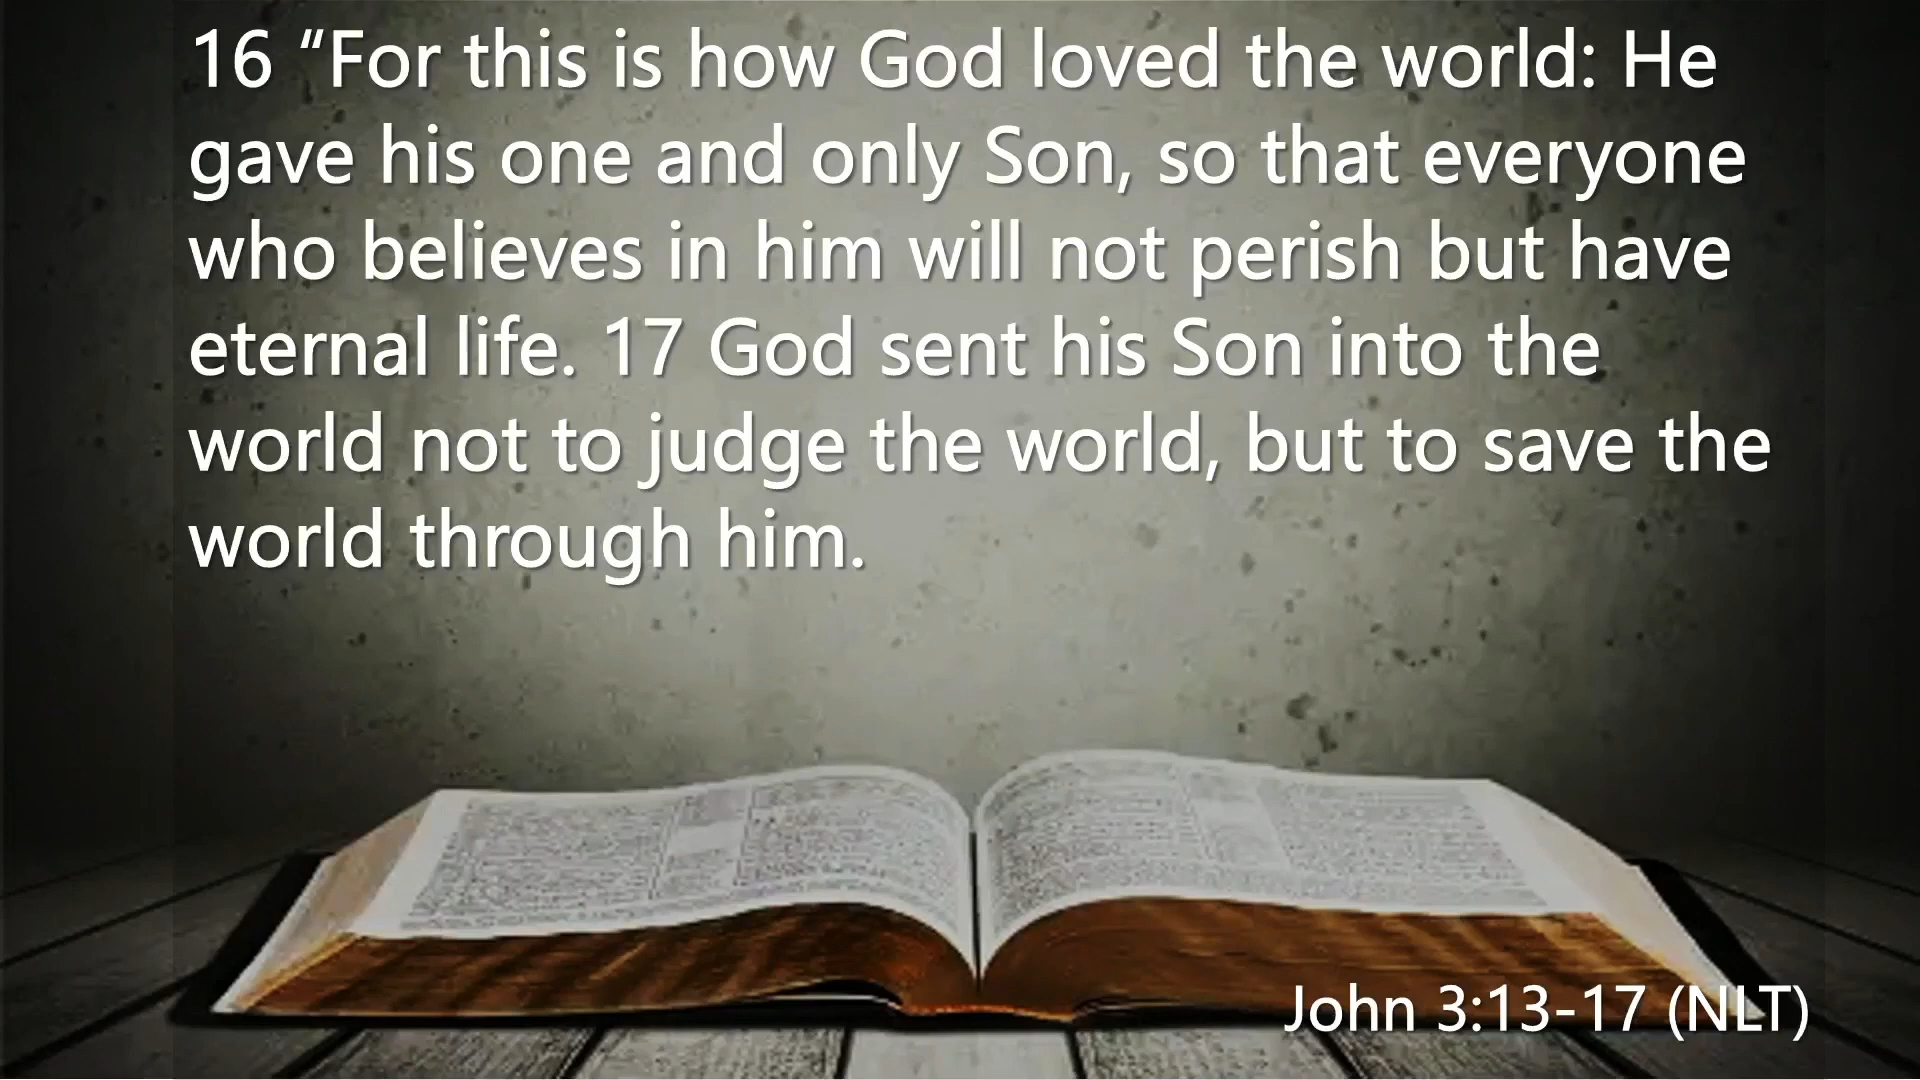 16 “For this is how God loved the world: He
gave his one and only Son, so that everyone
who believes in him will not perish but have
eternal life. 17 God sent his Son into the
world not to judge the world, but to save the
world through him.
John 3:13-17 (NLT)